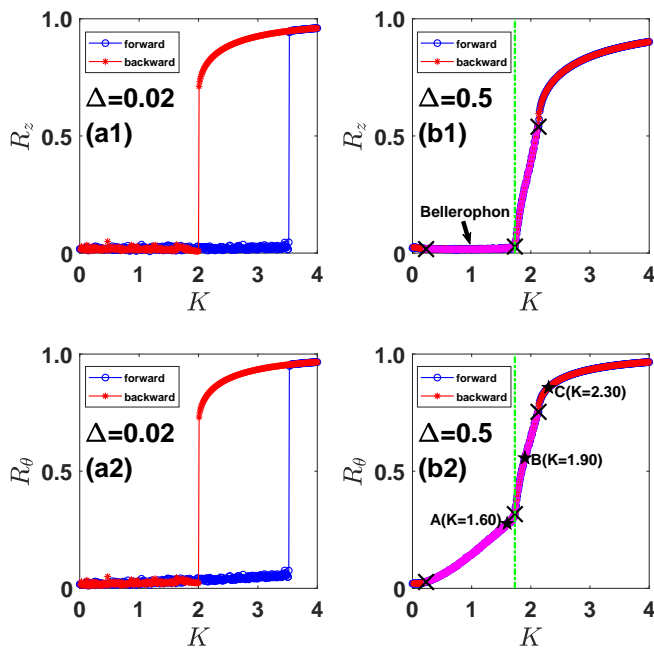 1.0
0.5
0
R_z
forward
backward
Δ=0.02
(a1)
0 1 2 3 4
K
1.0
0.5
0
R_z
forward
backward
Δ=0.5
(b1)
Bellerophon
0 1 2 3 4
K
1.0
0.5
0
R_θ
forward
backward
Δ=0.02
(a2)
0 1 2 3 4
K
1.0
0.5
0
R_θ
forward
backward
Δ=0.5
(b2)
C(K=2.30)
B(K=1.90)
A(K=1.60)
0 1 2 3 4
K